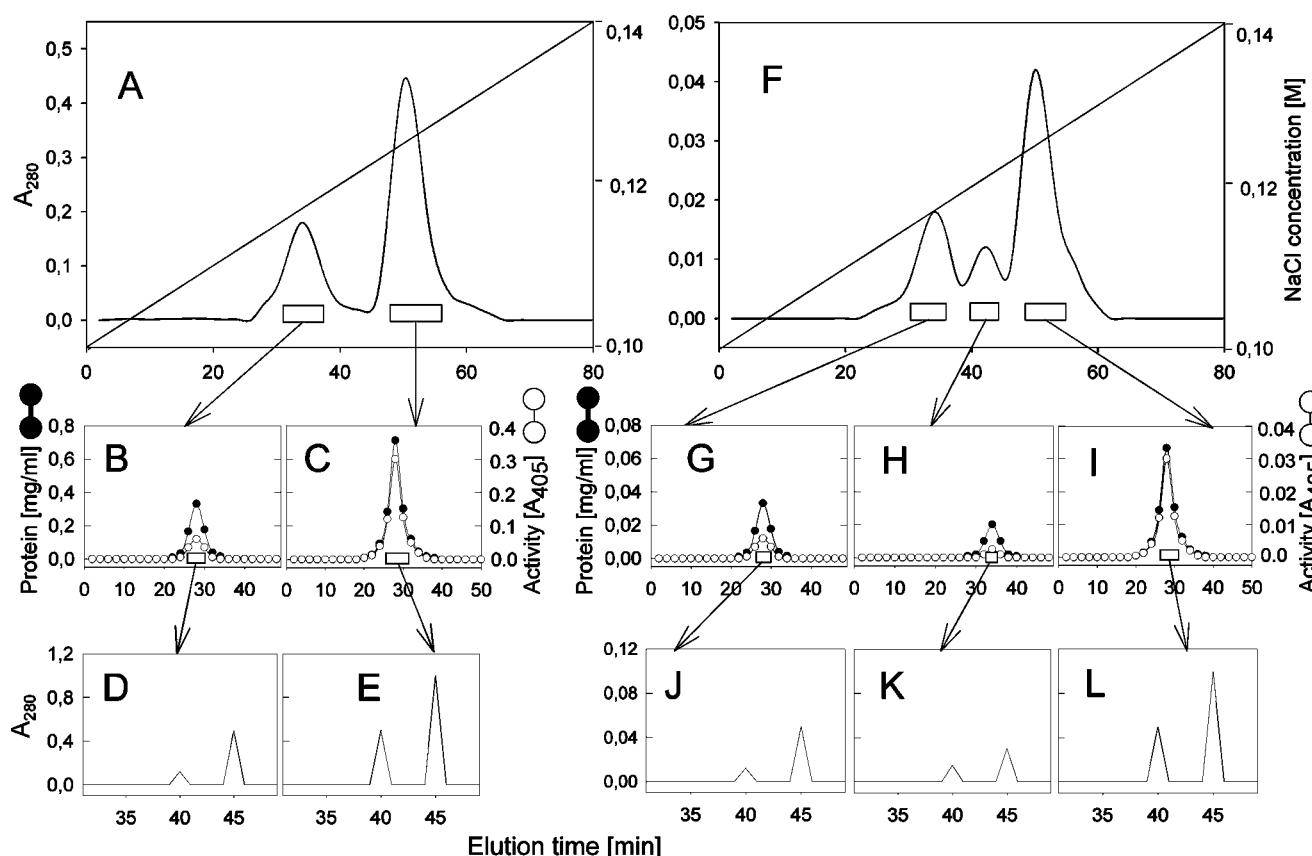 A
A280
0,5
0,4
0,3
0,2
0,1
0,0
0,14
0,12
0,10
0 20 40 60 80
F
0,05
0,04
0,03
0,02
0,01
0,00
0,14
0,12
0,10
NaCl concentration [M]
0 20 40 60 80
B
Protein [mg/ml]
0,8
0,6
0,4
0,2
0,0
0 10 20 30 40
C
0.4
0.3
0.2
0.1
0.0
Activity [A405]
0 10 20 30 40 50
G
Protein [mg/ml]
0,08
0,06
0,04
0,02
0,00
0 10 20 30 40
H
0 10 20 30 40
I
0.04
0.03
0.02
0.01
0.0
Activity [A405]
0 10 20 30 40 50
D
A280
1,2
0,8
0,4
0,0
35 40 45
E
35 40 45
J
0,12
0,08
0,04
0,00
35 40 45
K
35 40 45
L
35 40 45
Elution time [min]